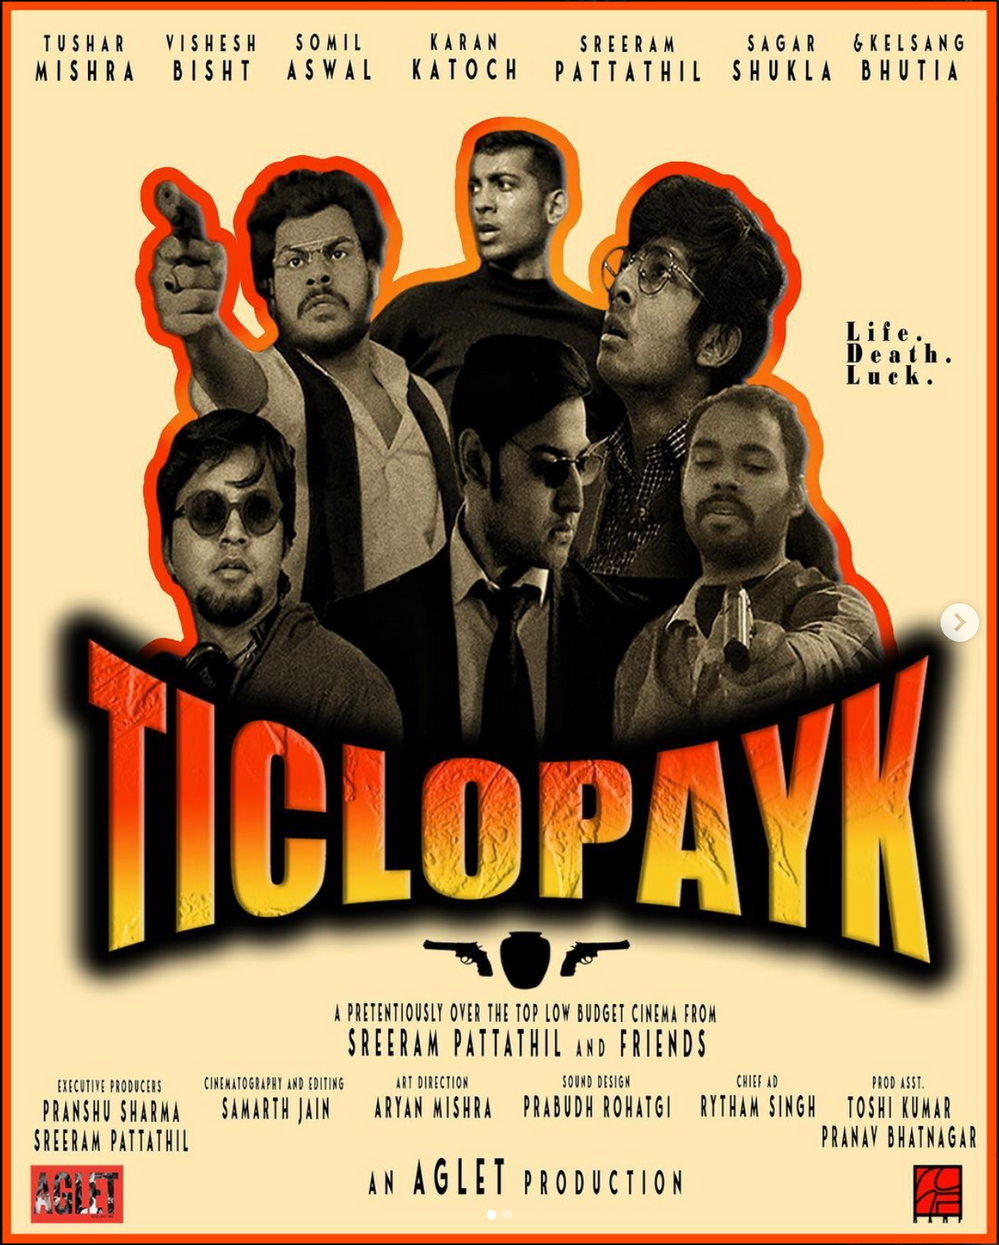 TUSHAR MISHRA
VISHESH BISHT
SOMIL ASWAL
KARAN KATOCH
SREERAM PATTATHIL
SAGAR SHUKLA
&KELSANG BHUTIA
Life.
Death.
Luck.
TICLOPAYK
A PRETENTIOUSLY OVER THE TOP LOW BUDGET CINEMA FROM
SREERAM PATTATHIL AND FRIENDS
EXECUTIVE PRODUCERS
PRANSHU SHARMA
SREERAM PATTATHIL
CINEMATOGRAPHY AND EDITING
SAMARTH JAIN
ART DIRECTION
ARYAN MISHRA
SOUND DESIGN
PRABUDH ROHATGI
CHIEF AD
RYTHAM SINGH
PROD ASST.
TOSHI KUMAR
PRANAV BHATNAGAR
AGLET
AN AGLET PRODUCTION